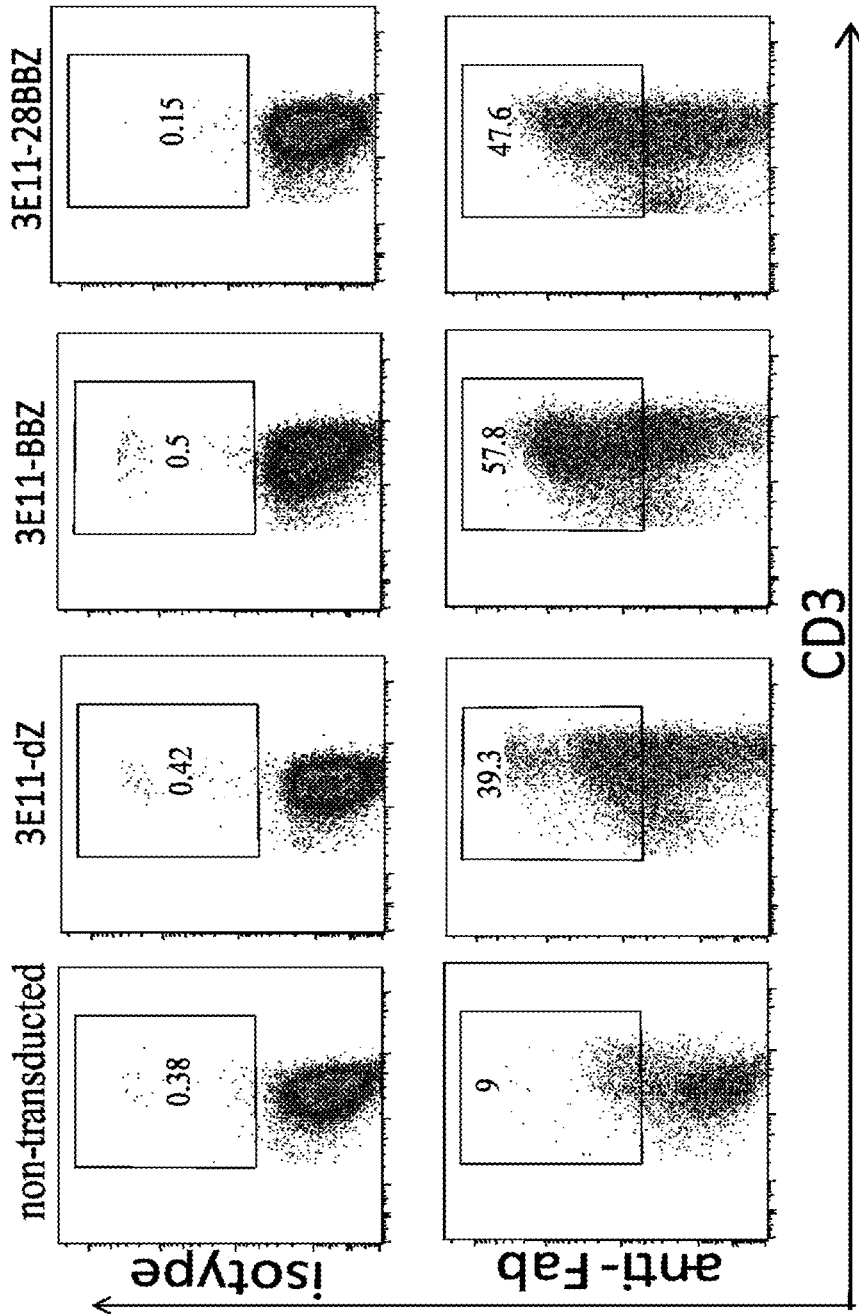 non-transducted
3E11-dZ
3E11-BBZ
3E11-28BBZ
isotype
0.38
0.42
0.5
0.15
anti-Fab
9
39.3
57.8
47.6
CD3